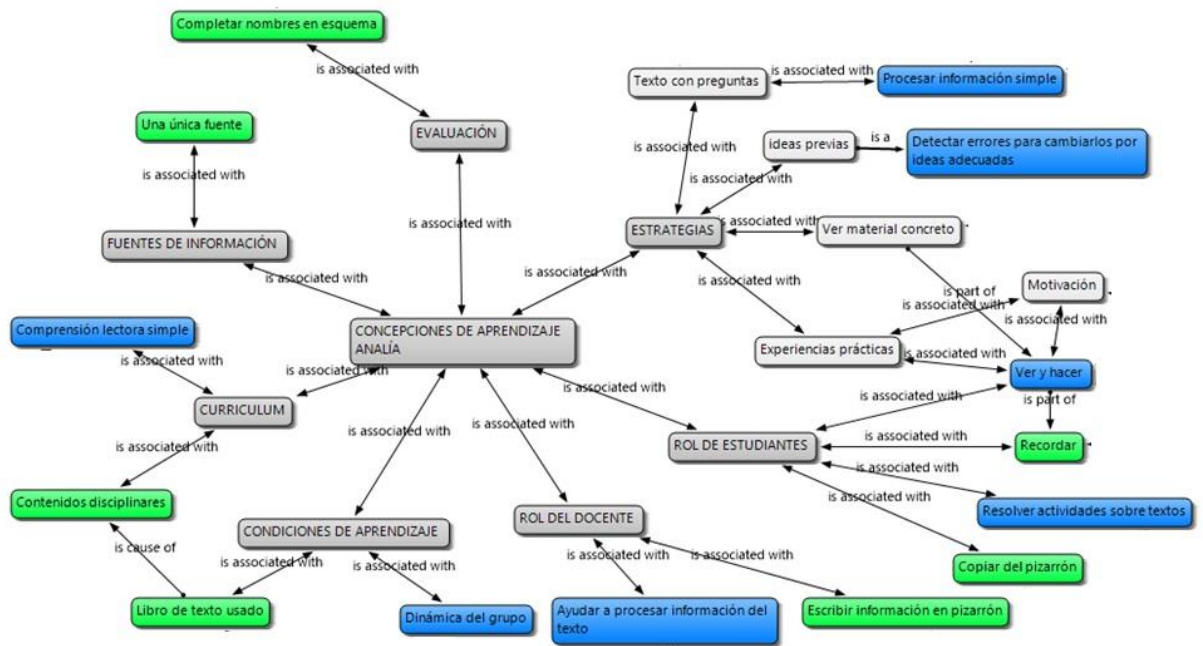 Completar nombres en esquema
is associated with
Texto con preguntas
is associated with
Procesar información simple
Una única fuente
EVALUACIÓN
is associated with
ideas previas
is a
Detectar errores para cambiarlos por
ideas adecuadas
is associated with
is associated with
is associated with
FUENTES DE INFORMACIÓN
ESTRATEGIAS
is associated with
Ver material concreto
is associated with
is associated with
is associated with
is part of
Motivación
is associated with
is associated with
Comprensión lectora simple
CONCEPCIONES DE APRENDIZAJE
ANALÍA
Experiencias prácticas
is associated with
is associated with
is associated with
Ver y hacer
CURRICULUM
is associated with
is associated with
is part of
is associated with
is associated with
is associated with
ROL DE ESTUDIANTES
is associated with
Recordar
is associated with
is associated with
Contenidos disciplinares
CONDICIONES DE APRENDIZAJE
ROL DEL DOCENTE
Resolver actividades sobre textos
is cause of
is associated with
is associated with
is associated with
is associated with
Copiar del pizarrón
Libro de texto usado
Dinámica del grupo
Ayudar a procesar información del
texto
Escribir información en pizarrón